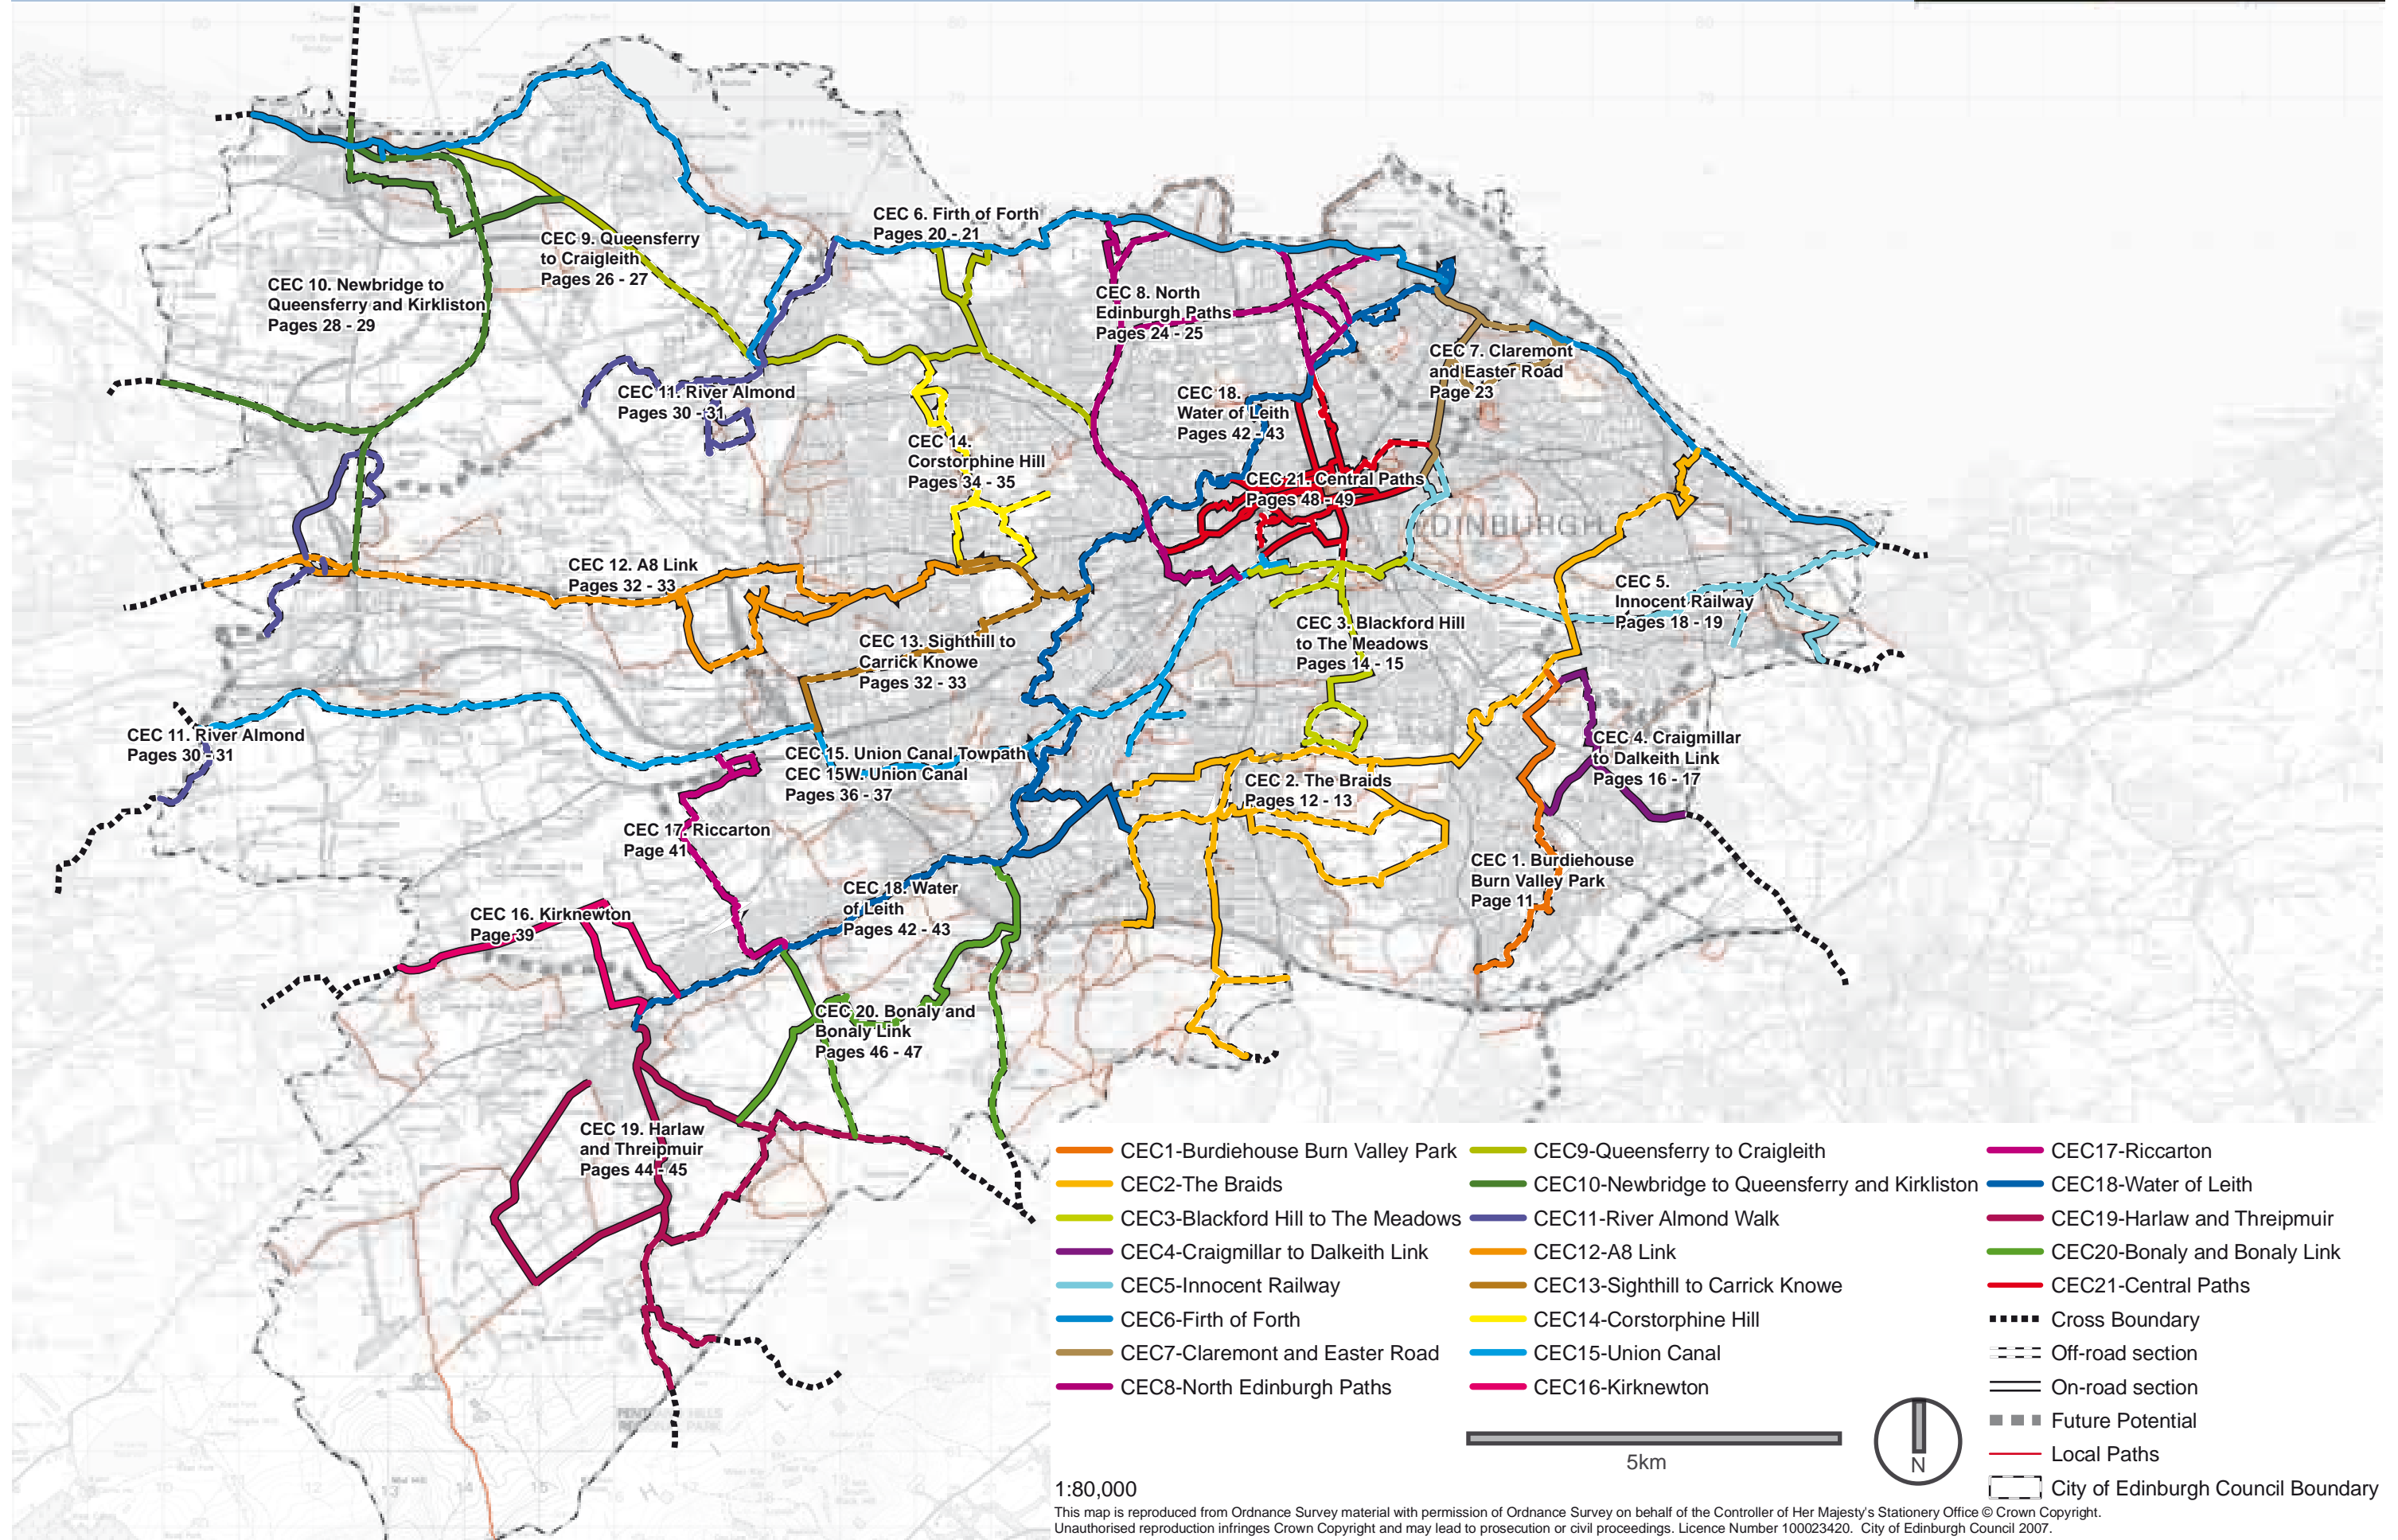 CEC 6. Firth of Forth
Pages 20 - 21
CEC 9. Queensferry
to Craigleith
Pages 26 - 27
CEC 10. Newbridge to
Queensferry and Kirkliston
Pages 28 - 29
CEC 8. North
Edinburgh Paths
Pages 24 - 25
CEC 7. Claremont
and Easter Road
Page 23
CEC 11. River Almond
Pages 30 - 31
CEC 18.
Water of Leith
Pages 42 - 43
CEC 14.
Corstorphine Hill
Pages 34 - 35
CEC 21. Central Paths
Pages 48 - 49
DINBURGH
CEC 12. A8 Link
Pages 32 - 33
CEC 5.
Innocent Railway
Pages 18 - 19
CEC 3. Blackford Hill
to The Meadows
Pages 14 - 15
CEC 13. Sighthill to
Carrick Knowe
Pages 32 - 33
CEC 11. River Almond
Pages 30 - 31
CEC 4. Craigmillar
to Dalkeith Link
Pages 16 - 17
CEC 15. Union Canal Towpath
CEC 15W. Union Canal
Pages 36 - 37
CEC 2. The Braids
Pages 12 - 13
CEC 17. Riccarton
Page 41
CEC 1. Burdiehouse
Burn Valley Park
Page 11
CEC 18. Water
of Leith
Pages 42 - 43
CEC 16. Kirknewton
Page 39
CEC 20. Bonaly and
Bonaly Link
Pages 46 - 47
CEC 19. Harlaw
and Threipmuir
Pages 44 - 45
CEC1-Burdiehouse Burn Valley Park
CEC2-The Braids
CEC3-Blackford Hill to The Meadows
CEC4-Craigmillar to Dalkeith Link
CEC5-Innocent Railway
CEC6-Firth of Forth
CEC7-Claremont and Easter Road
CEC8-North Edinburgh Paths
CEC9-Queensferry to Craigleith
CEC10-Newbridge to Queensferry and Kirkliston
CEC11-River Almond Walk
CEC12-A8 Link
CEC13-Sighthill to Carrick Knowe
CEC14-Corstorphine Hill
CEC15-Union Canal
CEC16-Kirknewton
CEC17-Riccarton
CEC18-Water of Leith
CEC19-Harlaw and Threipmuir
CEC20-Bonaly and Bonaly Link
CEC21-Central Paths
Cross Boundary
Off-road section
On-road section
Future Potential
Local Paths
City of Edinburgh Council Boundary
5km
N
1:80,000
This map is reproduced from Ordnance Survey material with permission of Ordnance Survey on behalf of the Controller of Her Majesty's Stationery Office © Crown Copyright.
Unauthorised reproduction infringes Crown Copyright and may lead to prosecution or civil proceedings. Licence Number 100023420. City of Edinburgh Council 2007.